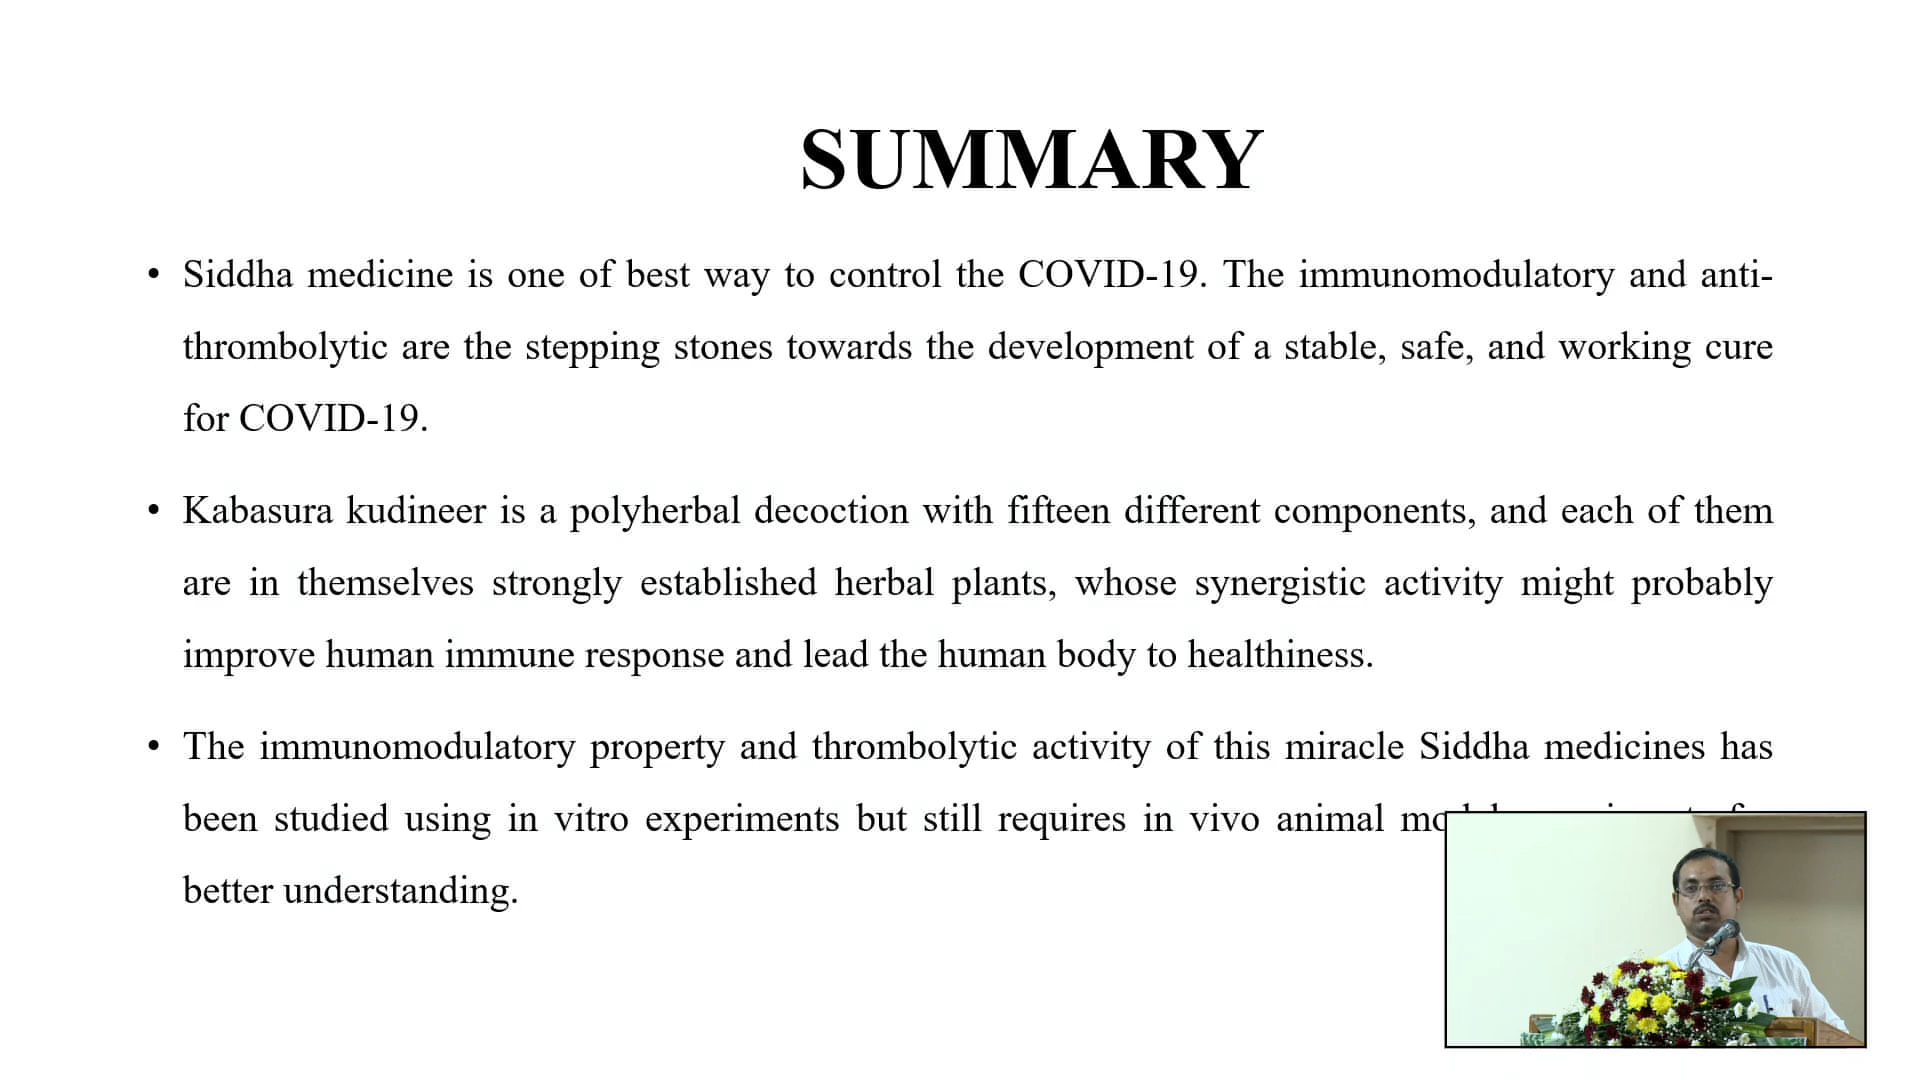 SUMMARY
• Siddha medicine is one of best way to control the COVID-19. The immunomodulatory and anti-
thrombolytic are the stepping stones towards the development of a stable, safe, and working cure
for COVID-19.
• Kabasura kudineer is a polyherbal decoction with fifteen different components, and each of them
are in themselves strongly established herbal plants, whose synergistic activity might probably
improve human immune response and lead the human body to healthiness.
• The immunomodulatory property and thrombolytic activity of this miracle Siddha medicines has
been studied using in vitro experiments but still requires in vivo animal
better understanding.